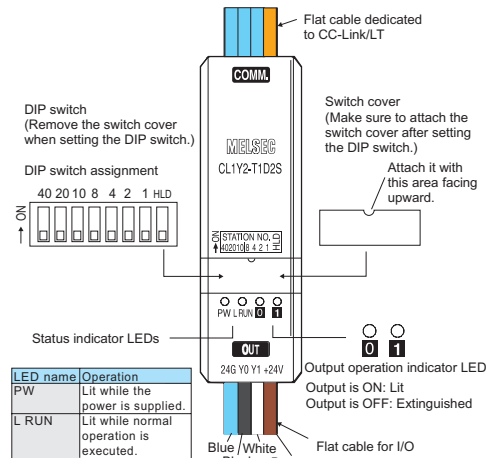 Flat cable dedicated
to CC-Link/LT
COMM.
DIP switch
(Remove the switch cover
when setting the DIP switch.)
Switch cover
(Make sure to attach the
switch cover after setting
the DIP switch.)
MELSEC
CL1Y2-T1D2S
DIP switch assignment
Attach it with
this area facing
upward.
40 20 10 8 4 2 1 HLD
ON
ON
STATION NO.
40 20 10 8 4 2 1
HLD
PW L RUN 0 1
Status indicator LEDs
0 1
OUT
24G Y0 Y1 +24V
Output operation indicator LED
Output is ON: Lit
Output is OFF: Extinguished
LED name Operation
PW Lit while the
power is supplied.
L RUN Lit while normal
operation is
executed.
Blue White
Flat cable for I/O